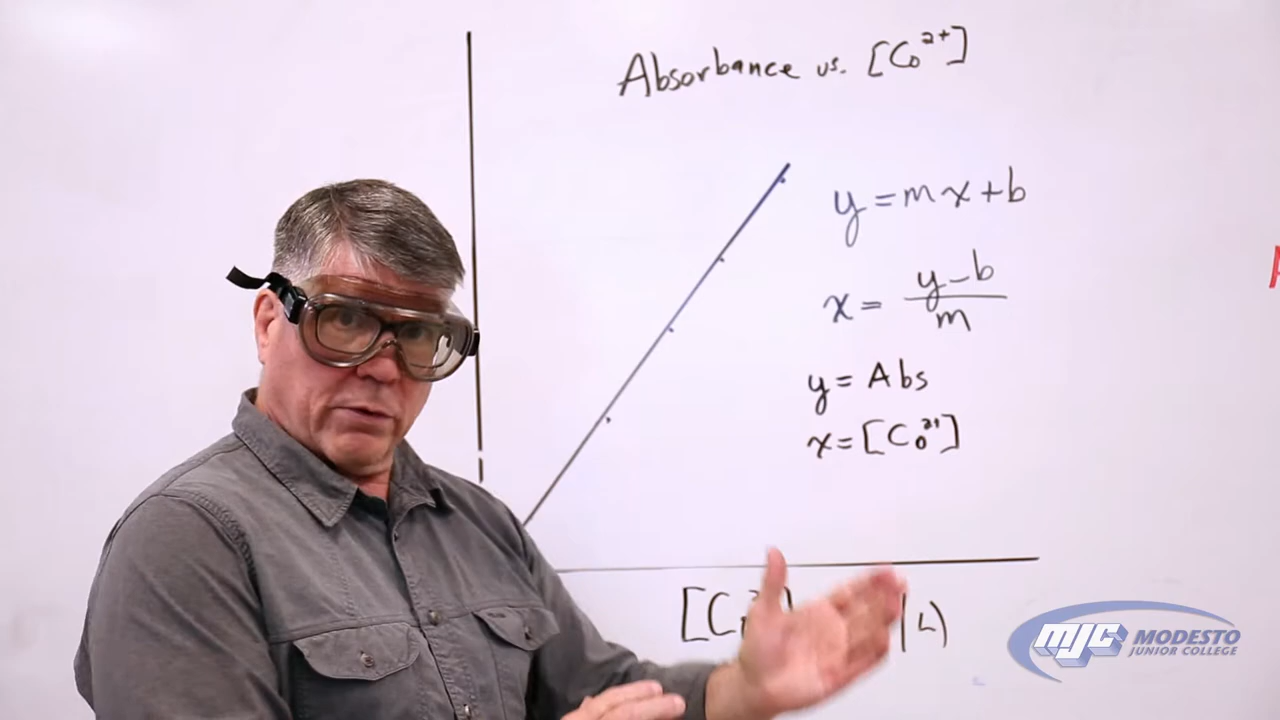 Absorbance vs. [Co²⁺]
y = mx + b
x = y - b / m
y = Abs
x = [Co²⁺]
L)
MJC MODESTO
JUNIOR COLLEGE